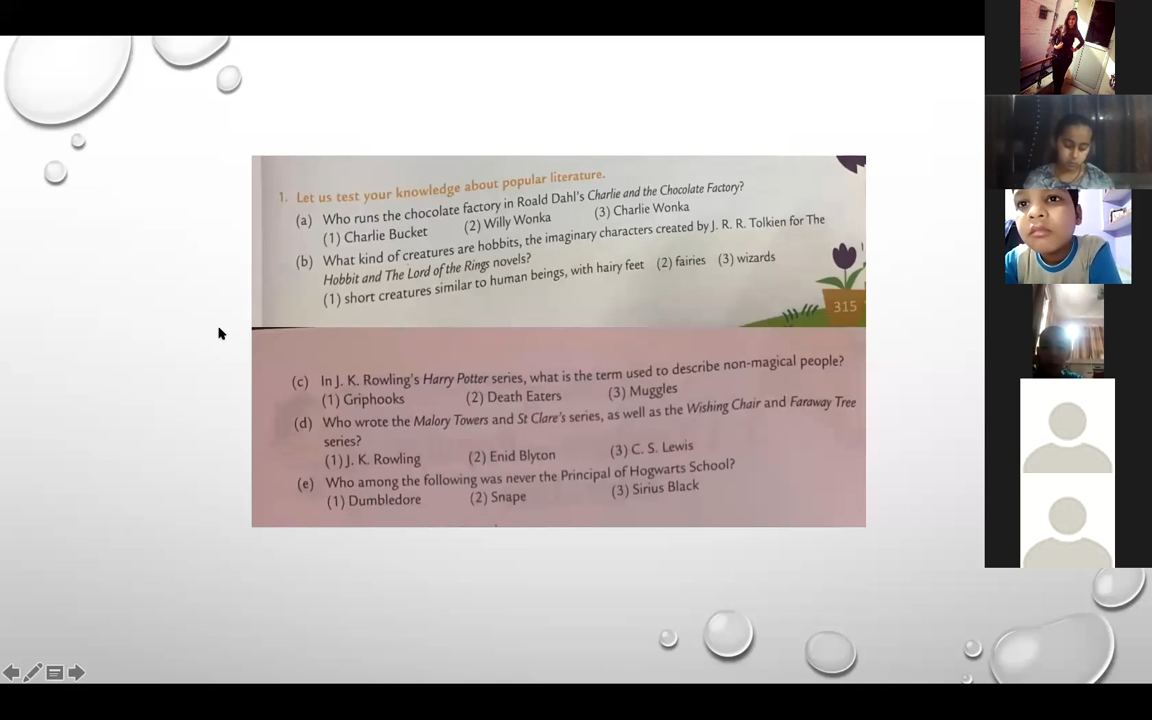 1. Let us test your knowledge about popular literature.
(a) Who runs the chocolate factory in Roald Dahl's Charlie and the Chocolate Factory?
(1) Charlie Bucket (2) Willy Wonka (3) Charlie Wonka
(b) What kind of creatures are hobbits, the imaginary characters created by J. R. R. Tolkien for The
Hobbit and The Lord of the Rings novels?
(1) short creatures similar to human beings, with hairy feet (2) fairies (3) wizards
315
(c) In J. K. Rowling's Harry Potter series, what is the term used to describe non-magical people?
(1) Griphooks (2) Death Eaters (3) Muggles
(d) Who wrote the Malory Towers and St Clare's series, as well as the Wishing Chair and Faraway Tree
series?
(1) J. K. Rowling (2) Enid Blyton (3) C. S. Lewis
(e) Who among the following was never the Principal of Hogwarts School?
(1) Dumbledore (2) Snape (3) Sirius Black